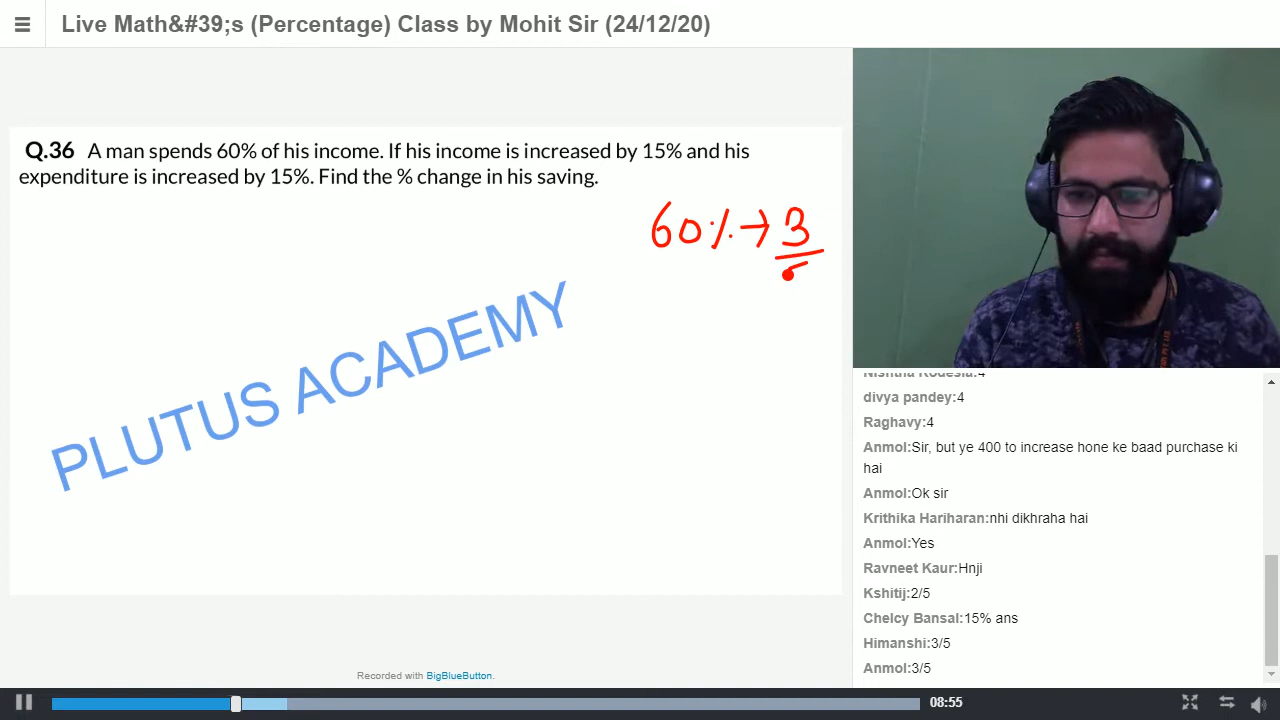 Live Math&#39;s (Percentage) Class by Mohit Sir (24/12/20)
Q.36 A man spends 60% of his income. If his income is increased by 15% and his
expenditure is increased by 15%. Find the % change in his saving.
60% → 3
PLUTUS ACADEMY
Nishtha Rodesia:4
divya pandey:4
Raghavy:4
Anmol:Sir, but ye 400 to increase hone ke baad purchase ki
hai
Anmol:Ok sir
Krithika Hariharan:nhi dikhraha hai
Anmol:Yes
Ravneet Kaur:Hnji
Kshitij:2/5
Chelcy Bansal:15% ans
Himanshi:3/5
Anmol:3/5
Recorded with BigBlueButton.
08:55